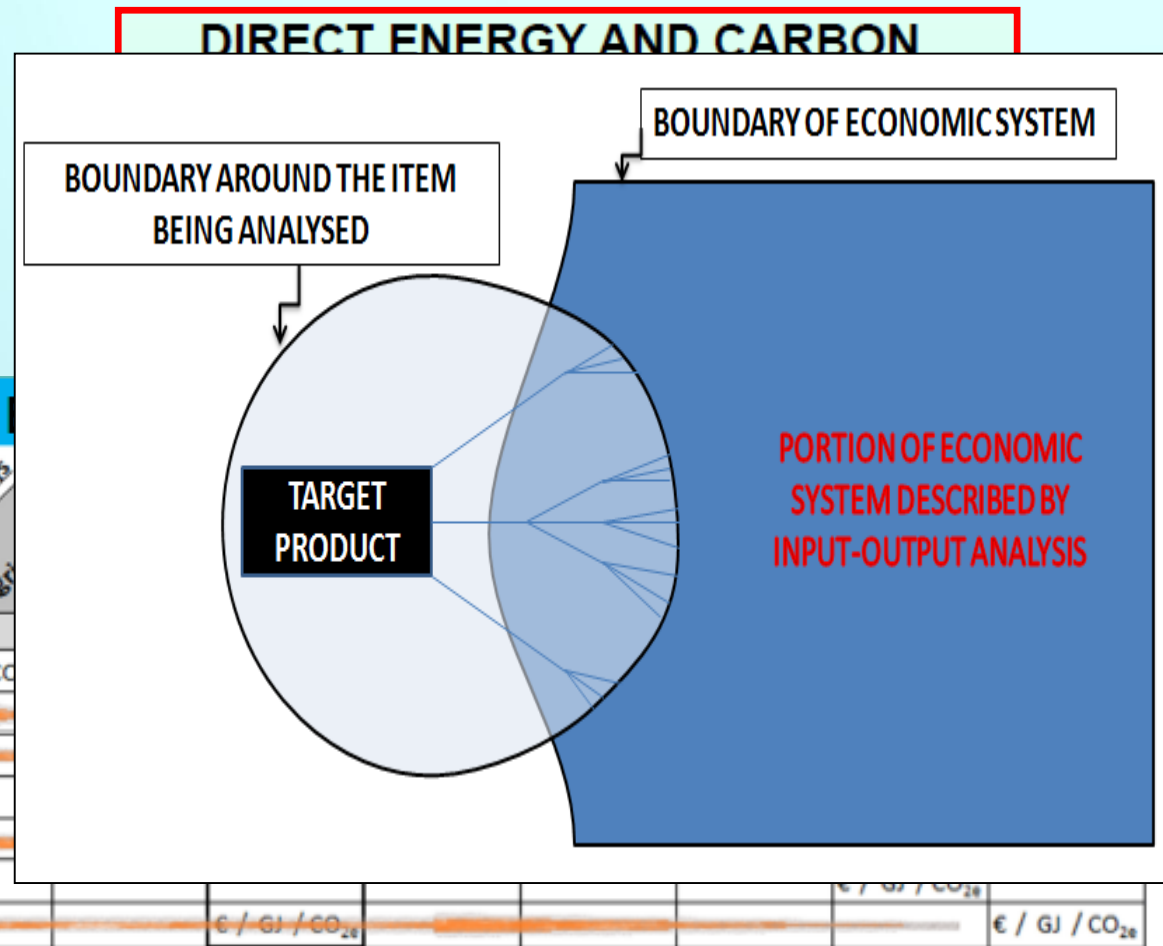 DIRECT ENERGY AND CARBON
BOUNDARY OF ECONOMIC SYSTEM
BOUNDARY AROUND THE ITEM
BEING ANALYSED
TARGET
PRODUCT
PORTION OF ECONOMIC
SYSTEM DESCRIBED BY
INPUT-OUTPUT ANALYSIS
€ / GJ / CO2e
€ / GJ / CO2e
€ / GJ / CO2e